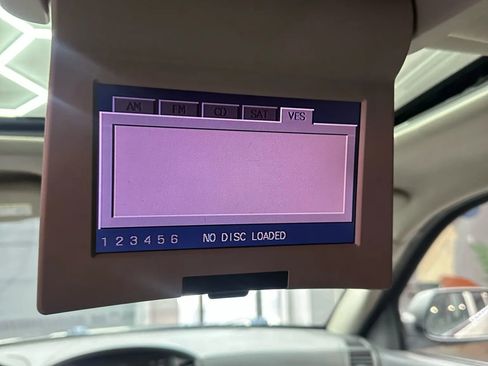 AM FM CD SAT VES
1 2 3 4 5 6 NO DISC LOADED